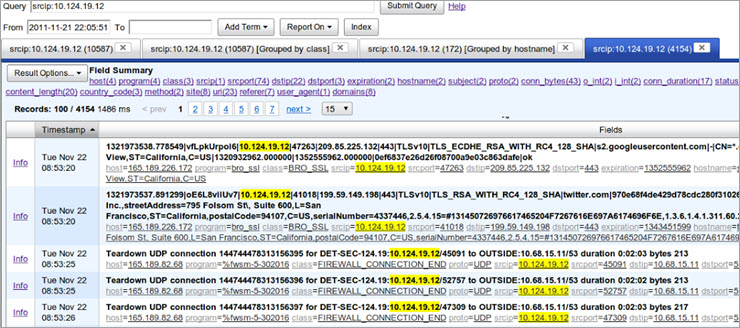 Query srcip:10.124.19.12 Submit Query Help
From 2011-11-21 22:05:51 To Add Term Report On Index
srcip:10.124.19.12 (10587) X srcip:10.124.19.12 (10587) [Grouped by class] X srcip:10.124.19.12 (172) [Grouped by hostname] X srcip:10.124.19.12 (4154) X
Result Options... Field Summary
host(4) program(4) class(3) srcip(1) srcport(74) dstip(22) dstport(3) expiration(2) hostname(2) subject(2) proto(2) conn_bytes(43) o_int(2) i_int(2) conn_duration(17) status
content_length(20) country_code(3) method(2) site(8) uri(23) referer(7) user_agent(1) domains(8)
Records: 100 / 4154 1486 ms < prev 1 2 3 4 5 6 7 next > 15
Timestamp Fields
Info Tue Nov 22 08:53:20
1321973538.778549|vfLpkUrpoI6|10.124.19.12|47263|209.85.225.132|443|TLSv10|TLS_ECDHE_RSA_WITH_RC4_128_SHA|s2.googleusercontent.com|-|CN=*.
View,ST=California,C=US|1320932962.000000|1352555962.000000|0ef6837e26d26f08700a9e03c863dafe|ok
host=165.189.226.172 program=bro_ssl class=BRO_SSL srcip=10.124.19.12 srcport=47263 dstip=209.85.225.132 dstport=443 expiration=1352555962 hostname=
View,ST=California,C=US
Info Tue Nov 22 08:53:20
1321973537.891299|oE6L8vilUv7|10.124.19.12|41018|199.59.149.198|443|TLSv10|TLS_RSA_WITH_RC4_128_SHA|twitter.com|970e68f4de429d78cdc280f31026
Inc.,streetAddress=795 Folsom St\, Suite 600,L=San
Francisco,ST=California,postalCode=94107,C=US,serialNumber=4337446,2.5.4.15=#131450726976617465204F7267616E697A6174696F6E,1.3.6.1.4.1.311.60.
host=165.189.226.172 program=bro_ssl class=BRO_SSL srcip=10.124.19.12 srcport=41018 dstip=199.59.149.198 dstport=443 expiration=1343451599 hostname=
Folsom St., Suite 600,L=San Francisco,ST=California,postalCode=94107,C=US,serialNumber=4337446,2.5.4.15=#131450726976617465204F7267616E697A617
Info Tue Nov 22 08:53:25
Teardown UDP connection 144744478313156395 for DET-SEC-124.19:10.124.19.12/45091 to OUTSIDE:10.68.15.11/53 duration 0:02:03 bytes 213
host=165.189.82.68 program=%fwsm-5-302016 class=FIREWALL_CONNECTION_END proto=UDP srcip=10.124.19.12 srcport=45091 dstip=10.68.15.11 dstport=5
Info Tue Nov 22 08:53:25
Teardown UDP connection 144744478313156396 for DET-SEC-124.19:10.124.19.12/52757 to OUTSIDE:10.68.15.11/53 duration 0:02:03 bytes 213
host=165.189.82.68 program=%fwsm-5-302016 class=FIREWALL_CONNECTION_END proto=UDP srcip=10.124.19.12 srcport=52757 dstip=10.68.15.11 dstport=5
Info Tue Nov 22 08:53:26
Teardown UDP connection 144744478313156397 for DET-SEC-124.19:10.124.19.12/47309 to OUTSIDE:10.68.15.11/53 duration 0:02:02 bytes 217
host=165.189.82.68 program=%fwsm-5-302016 class=FIREWALL_CONNECTION_END proto=UDP srcip=10.124.19.12 srcport=47309 dstip=10.68.15.11 dstport=5